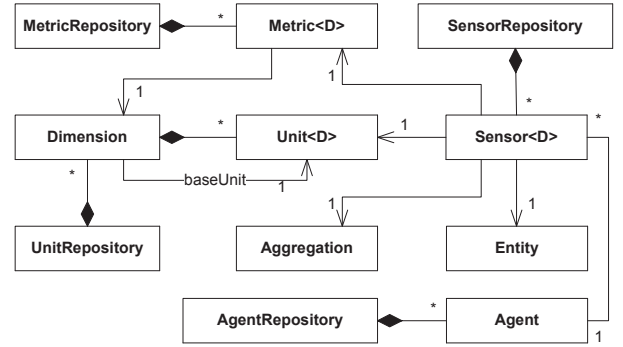 MetricRepository
*
Metric<D>
SensorRepository
1
1
*
*
Dimension
*
Unit<D>
1
Sensor<D>
*
baseUnit
1
1
1
UnitRepository
Aggregation
Entity
AgentRepository
*
Agent
1